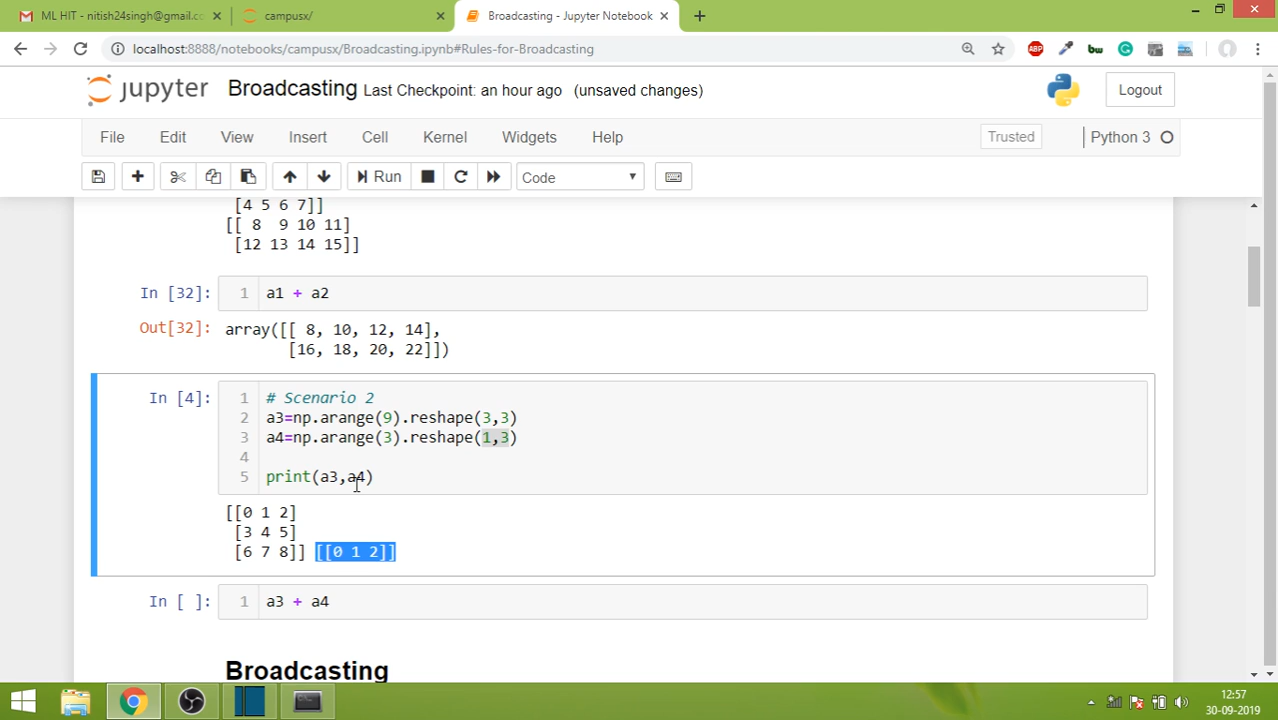 ML HIT - nitish24singh@gmail.co
campusx/
Broadcasting - Jupyter Notebook
localhost:8888/notebooks/campusx/Broadcasting.ipynb#Rules-for-Broadcasting
ABP
bw
jupyter Broadcasting Last Checkpoint: an hour ago (unsaved changes)
Logout
File Edit View Insert Cell Kernel Widgets Help
Trusted
Python 3
Run
Code
[4 5 6 7]]
[[ 8 9 10 11]
[12 13 14 15]]
In [32]: 1 a1 + a2
Out[32]: array([[ 8, 10, 12, 14],
[16, 18, 20, 22]])
In [4]: 1 # Scenario 2
2 a3=np.arange(9).reshape(3,3)
3 a4=np.arange(3).reshape(1,3)
4
5 print(a3,a4)
[[0 1 2]
[3 4 5]
[6 7 8]] [[0 1 2]]
In [ ]: 1 a3 + a4
Broadcasting
12:57
30-09-2019